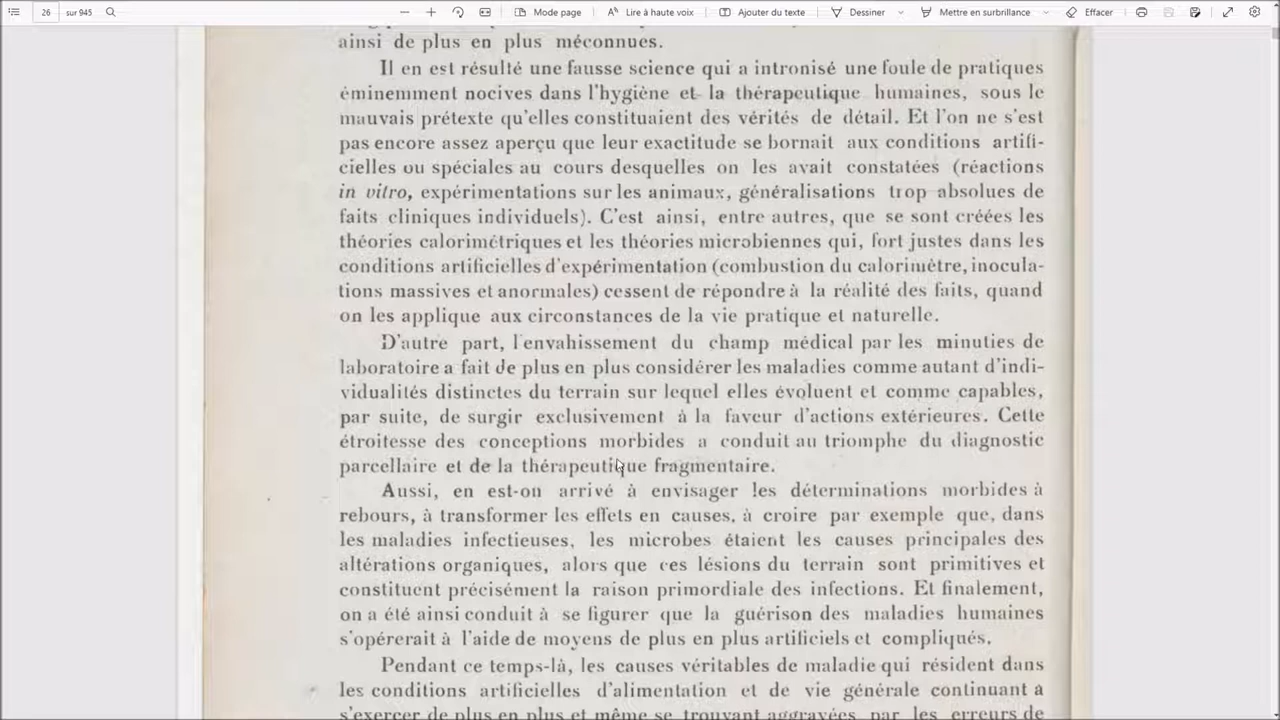 26 sur 945 Mode page Lire à haute voix Ajouter du texte Dessiner Mettre en surbrillance Effacer
ainsi de plus en plus méconnues.
Il en est résulté une fausse science qui a intronisé une foule de pratiques
éminemment nocives dans l'hygiène et la thérapeutique humaines, sous le
mauvais prétexte qu'elles constituaient des vérités de détail. Et l'on ne s'est
pas encore assez aperçu que leur exactitude se bornait aux conditions artifi-
cielles ou spéciales au cours desquelles on les avait constatées (réactions
in vitro, expérimentations sur les animaux, généralisations trop absolues de
faits cliniques individuels). C'est ainsi, entre autres, que se sont créées les
théories calorimétriques et les théories microbiennes qui, fort justes dans les
conditions artificielles d'expérimentation (combustion du calorimètre, inocula-
tions massives et anormales) cessent de répondre à la réalité des faits, quand
on les applique aux circonstances de la vie pratique et naturelle.
D'autre part, l'envahissement du champ médical par les minuties de
laboratoire a fait de plus en plus considérer les maladies comme autant d'indi-
vidualités distinctes du terrain sur lequel elles évoluent et comme capables,
par suite, de surgir exclusivement à la faveur d'actions extérieures. Cette
étroitesse des conceptions morbides a conduit au triomphe du diagnostic
parcellaire et de la thérapeutique fragmentaire.
Aussi, en est-on arrivé à envisager les déterminations morbides à
rebours, à transformer les effets en causes, à croire par exemple que, dans
les maladies infectieuses, les microbes étaient les causes principales des
altérations organiques, alors que ces lésions du terrain sont primitives et
constituent précisément la raison primordiale des infections. Et finalement,
on a été ainsi conduit à se figurer que la guérison des maladies humaines
s'opérerait à l'aide de moyens de plus en plus artificiels et compliqués.
Pendant ce temps-là, les causes véritables de maladie qui résident dans
les conditions artificielles d'alimentation et de vie générale continuant à
s'exercer de plus en plus et même se trouvant aggravées par les erreurs de